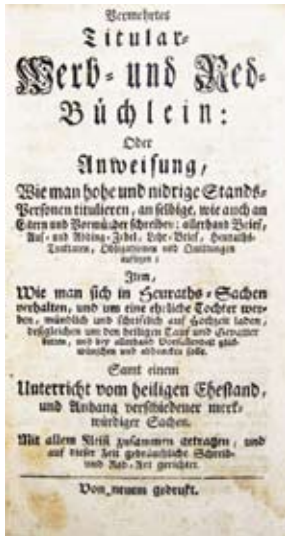 Vermehrtes
Titular-
Werb- und Red-
Büchlein:
Oder
Anweisung,
Wie man hohe und nidrige Stands-
Personen titulieren, an selbige, wie auch an
Eltern und Vormünder schreiben; allerhand Brief,
Auf- und Abding-Zedel, Lehr-Brief, Heuraths-
Tractaten, Obligationen und Quittungen
aufsetzen;
Item,
Wie man sich in Heuraths-Sachen
verhalten, und um eine ehrliche Tochter wer-
ben, mündlich und schriftlich auf Hochzeit laden,
deßgleichen um den heiligen Tauf und Gevatter
bitten, und bey allerhand Vorfallenheit glük-
wünschen und abdancken solle.
Samt einem
Unterricht vom heiligen Ehestand,
und Anhang verschiedener merk-
würdiger Sachen.
Mit allem Fleiß zusammen getragen, und
auf dieser Zeit gebräuchliche Schreib-
und Red-Art gerichtet.
Von neuem gedrukt.